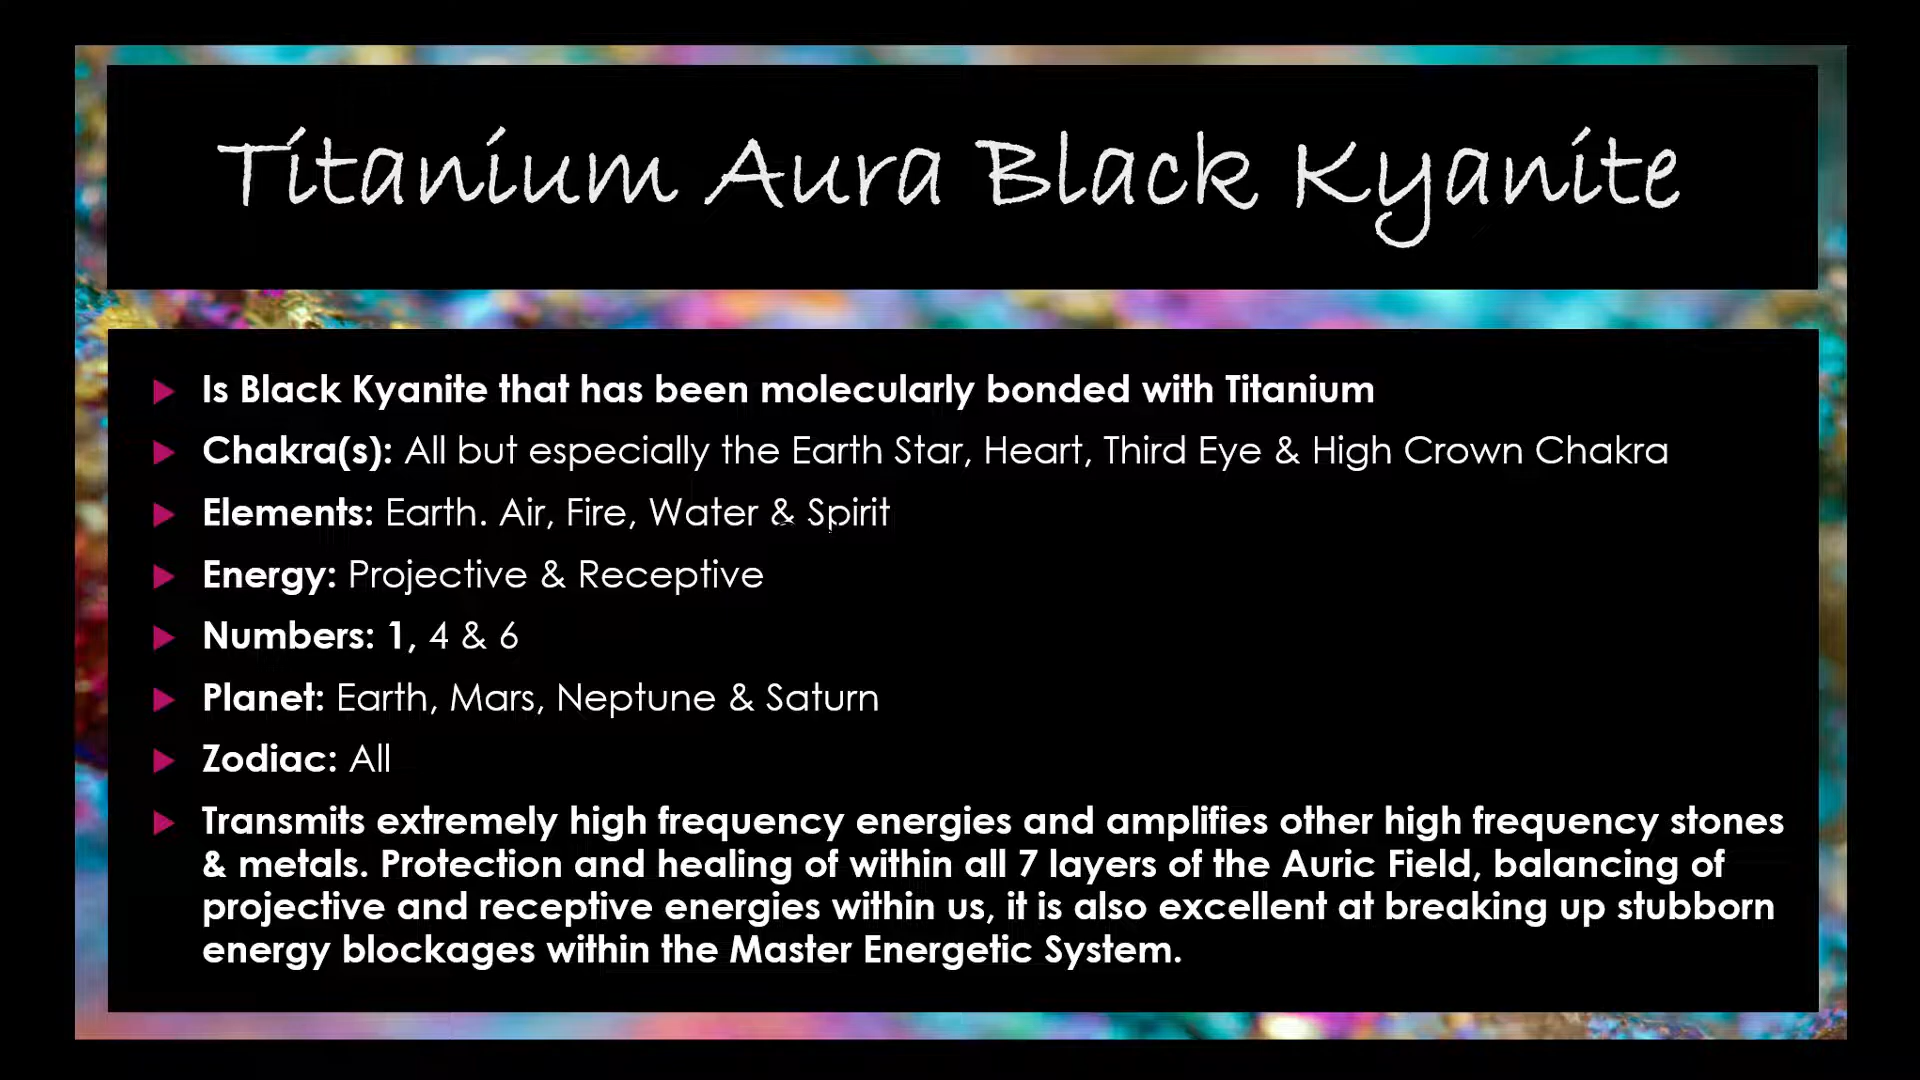 Titanium Aura Black Kyanite
Is Black Kyanite that has been molecularly bonded with Titanium
Chakra(s): All but especially the Earth Star, Heart, Third Eye & High Crown Chakra
Elements: Earth. Air, Fire, Water & Spirit
Energy: Projective & Receptive
Numbers: 1, 4 & 6
Planet: Earth, Mars, Neptune & Saturn
Zodiac: All
Transmits extremely high frequency energies and amplifies other high frequency stones
& metals. Protection and healing of within all 7 layers of the Auric Field, balancing of
projective and receptive energies within us, it is also excellent at breaking up stubborn
energy blockages within the Master Energetic System.